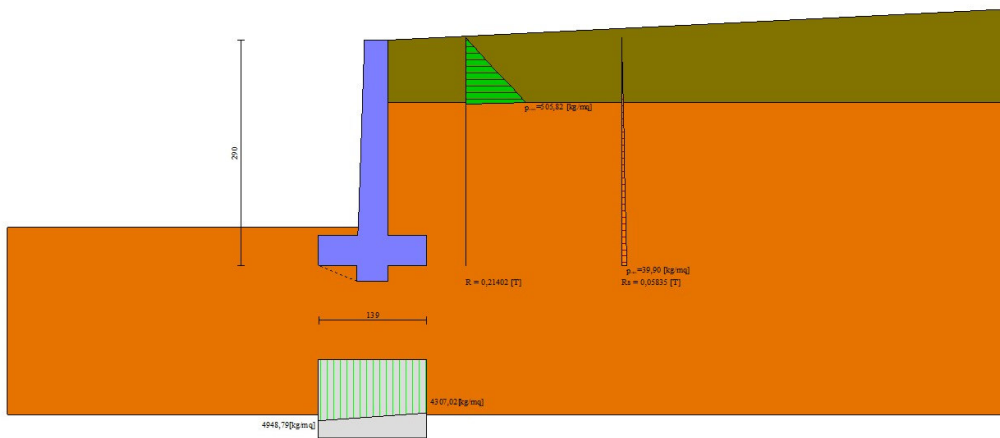 290
p...=505,82 [kg/mq]
p...=39,90 [kg/mq]
R = 0,21402 [T]
Rs = 0,05835 [T]
139
4307,02[kg/mq]
4948,79[kg/mq]